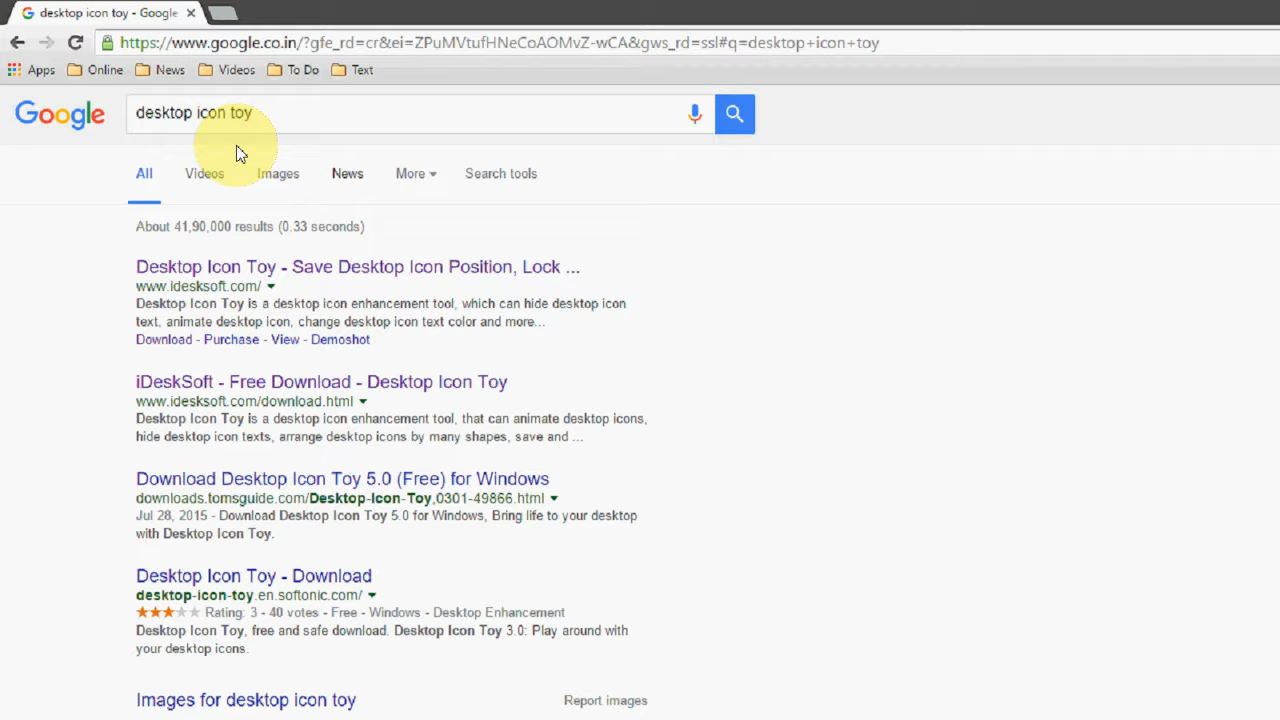 desktop icon toy - Google
https://www.google.co.in/?gfe_rd=cr&ei=ZPuMVtufHNeCoAOMvZ-wCA&gws_rd=ssl#q=desktop+icon+toy
Apps Online News Videos To Do Text
Google desktop icon toy
All Videos Images News More Search tools
About 41,90,000 results (0.33 seconds)
Desktop Icon Toy - Save Desktop Icon Position, Lock ...
www.idesksoft.com/
Desktop Icon Toy is a desktop icon enhancement tool, which can hide desktop icon
text, animate desktop icon, change desktop icon text color and more...
Download - Purchase - View - Demoshot
iDeskSoft - Free Download - Desktop Icon Toy
www.idesksoft.com/download.html
Desktop Icon Toy is a desktop icon enhancement tool, that can animate desktop icons,
hide desktop icon texts, arrange desktop icons by many shapes, save and ...
Download Desktop Icon Toy 5.0 (Free) for Windows
downloads.tomsguide.com/Desktop-Icon-Toy,0301-49866.html
Jul 28, 2015 - Download Desktop Icon Toy 5.0 for Windows, Bring life to your desktop
with Desktop Icon Toy.
Desktop Icon Toy - Download
desktop-icon-toy.en.softonic.com/
Rating: 3 - 40 votes - Free - Windows - Desktop Enhancement
Desktop Icon Toy, free and safe download. Desktop Icon Toy 3.0: Play around with
your desktop icons.
Images for desktop icon toy Report images